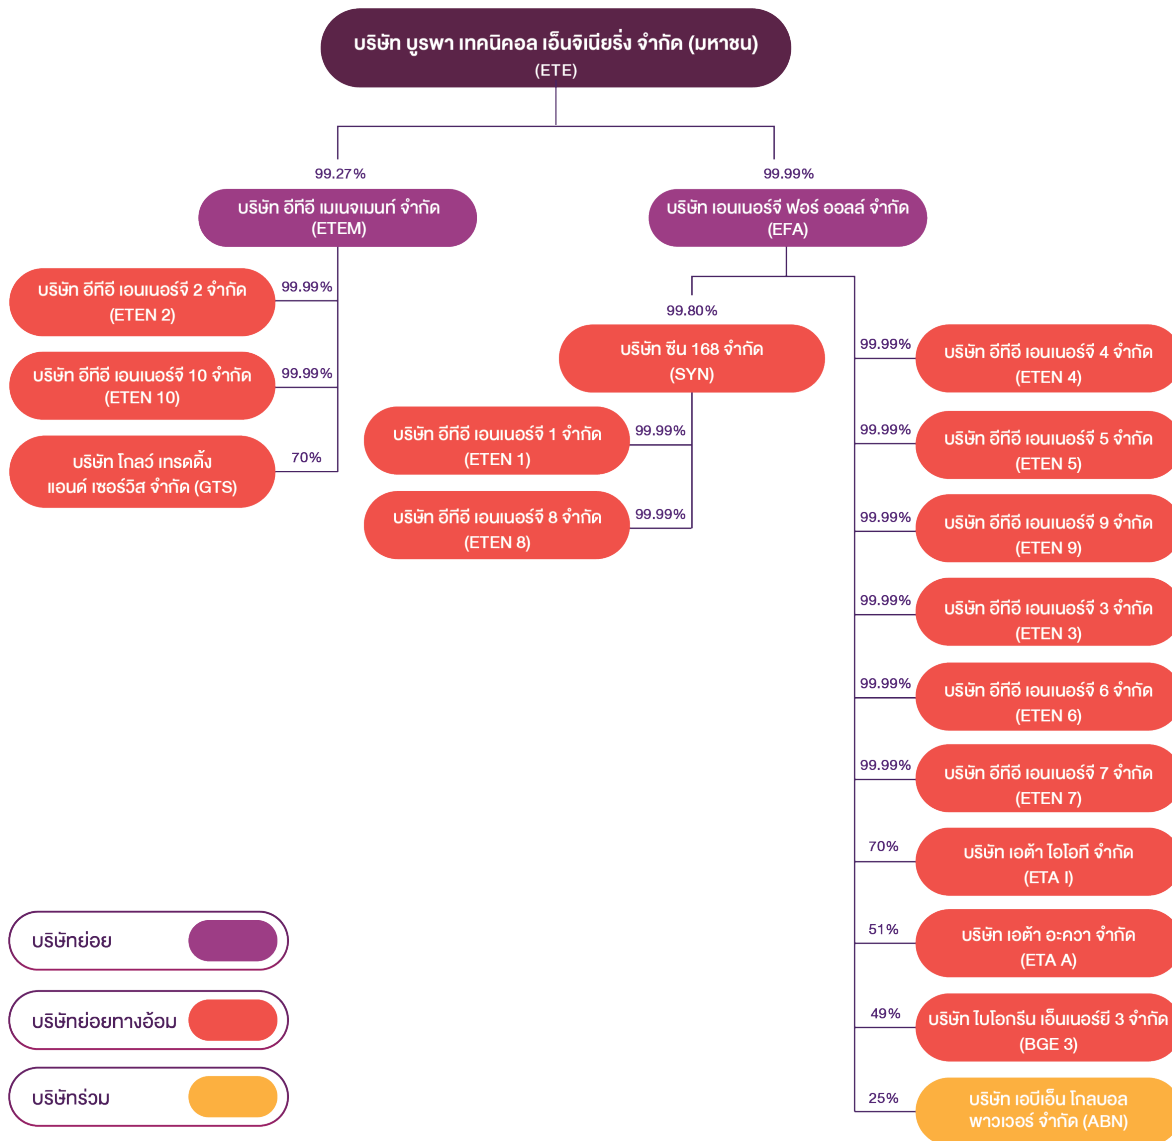 บริษัท บูรพา เทคนิคอล เอ็นจิเนียริ่ง จำกัด (มหาชน)
(ETE)
99.27%
บริษัท อีทีอี เมเนจเมนท์ จำกัด
(ETEM)
99.99%
บริษัท อีทีอี เอนเนอร์จี 2 จำกัด
(ETEN 2)
99.99%
บริษัท อีทีอี เอนเนอร์จี 10 จำกัด
(ETEN 10)
70%
บริษัท โกลว์ เทรดดิ้ง
แอนด์ เซอร์วิส จำกัด (GTS)
99.99%
บริษัท เอนเนอร์จี ฟอร์ ออลล์ จำกัด
(EFA)
99.80%
บริษัท ซีน 168 จำกัด
(SYN)
99.99%
บริษัท อีทีอี เอนเนอร์จี 1 จำกัด
(ETEN 1)
99.99%
บริษัท อีทีอี เอนเนอร์จี 8 จำกัด
(ETEN 8)
99.99%
บริษัท อีทีอี เอนเนอร์จี 4 จำกัด
(ETEN 4)
99.99%
บริษัท อีทีอี เอนเนอร์จี 5 จำกัด
(ETEN 5)
99.99%
บริษัท อีทีอี เอนเนอร์จี 9 จำกัด
(ETEN 9)
99.99%
บริษัท อีทีอี เอนเนอร์จี 3 จำกัด
(ETEN 3)
99.99%
บริษัท อีทีอี เอนเนอร์จี 6 จำกัด
(ETEN 6)
99.99%
บริษัท อีทีอี เอนเนอร์จี 7 จำกัด
(ETEN 7)
70%
บริษัท เอต้า ไอโอที จำกัด
(ETA I)
51%
บริษัท เอต้า อะควา จำกัด
(ETA A)
49%
บริษัท ไบโอกรีน เอ็นเนอร์ยี 3 จำกัด
(BGE 3)
25%
บริษัท เอบีเอ็น โกลบอล
พาวเวอร์ จำกัด (ABN)
บริษัทย่อย
บริษัทย่อยทางอ้อม
บริษัทร่วม